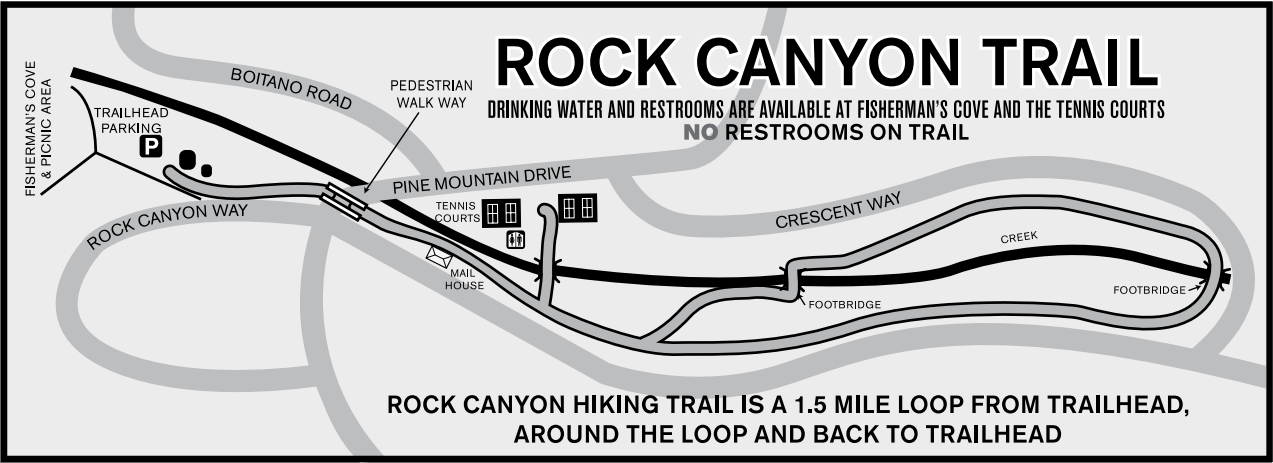 ROCK CANYON TRAIL
DRINKING WATER AND RESTROOMS ARE AVAILABLE AT FISHERMAN'S COVE AND THE TENNIS COURTS
NO RESTROOMS ON TRAIL
FISHERMAN'S COVE
& PICNIC AREA
TRAILHEAD
PARKING
P
BOITANO ROAD
PEDESTRIAN
WALK WAY
PINE MOUNTAIN DRIVE
ROCK CANYON WAY
TENNIS
COURTS
MAIL
HOUSE
CRESCENT WAY
CREEK
FOOTBRIDGE
FOOTBRIDGE
ROCK CANYON HIKING TRAIL IS A 1.5 MILE LOOP FROM TRAILHEAD,
AROUND THE LOOP AND BACK TO TRAILHEAD